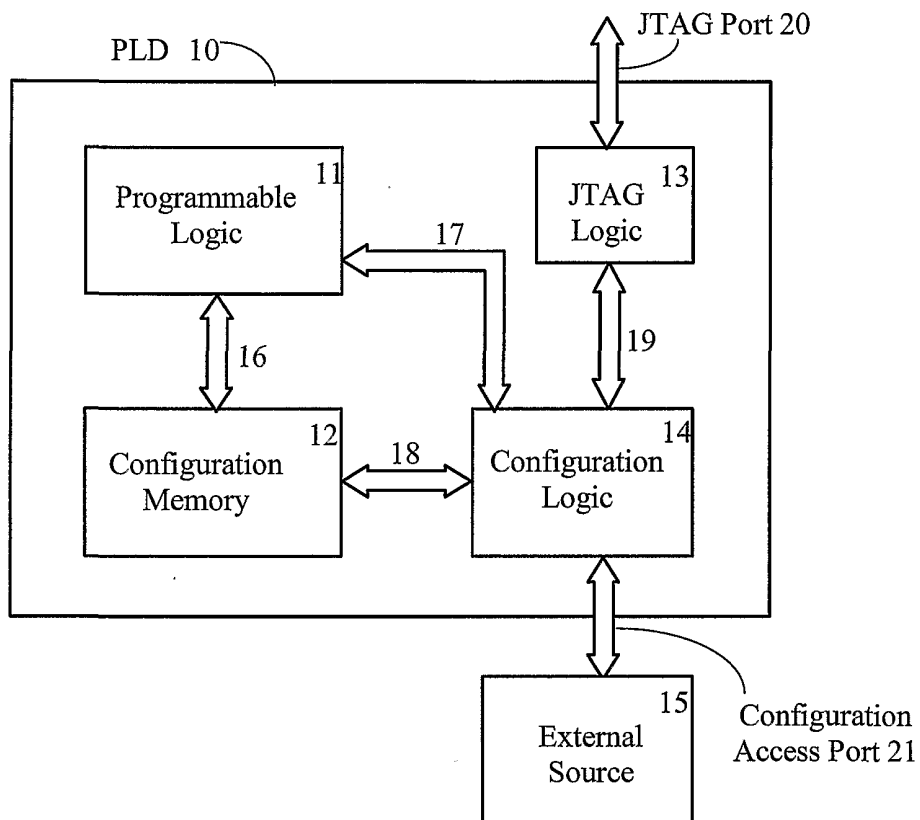 JTAG Port 20
PLD 10
11
Programmable
Logic
13
JTAG
Logic
17
16
19
12
Configuration
Memory
18
14
Configuration
Logic
15
External
Source
Configuration
Access Port 21